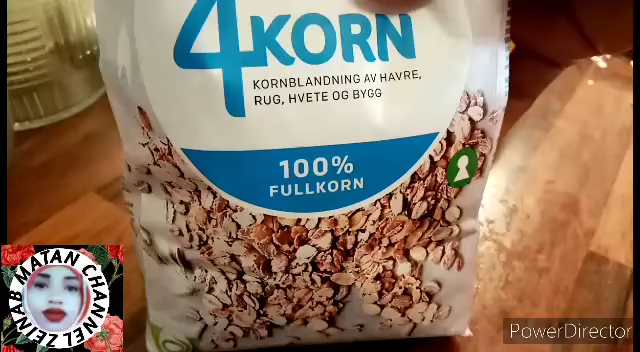 4KORN
KORNBLANDNING AV HAVRE,
RUG, HVETE OG BYGG
100%
FULLKORN
ZEINAB MATAN CHANNEL
PowerDirector